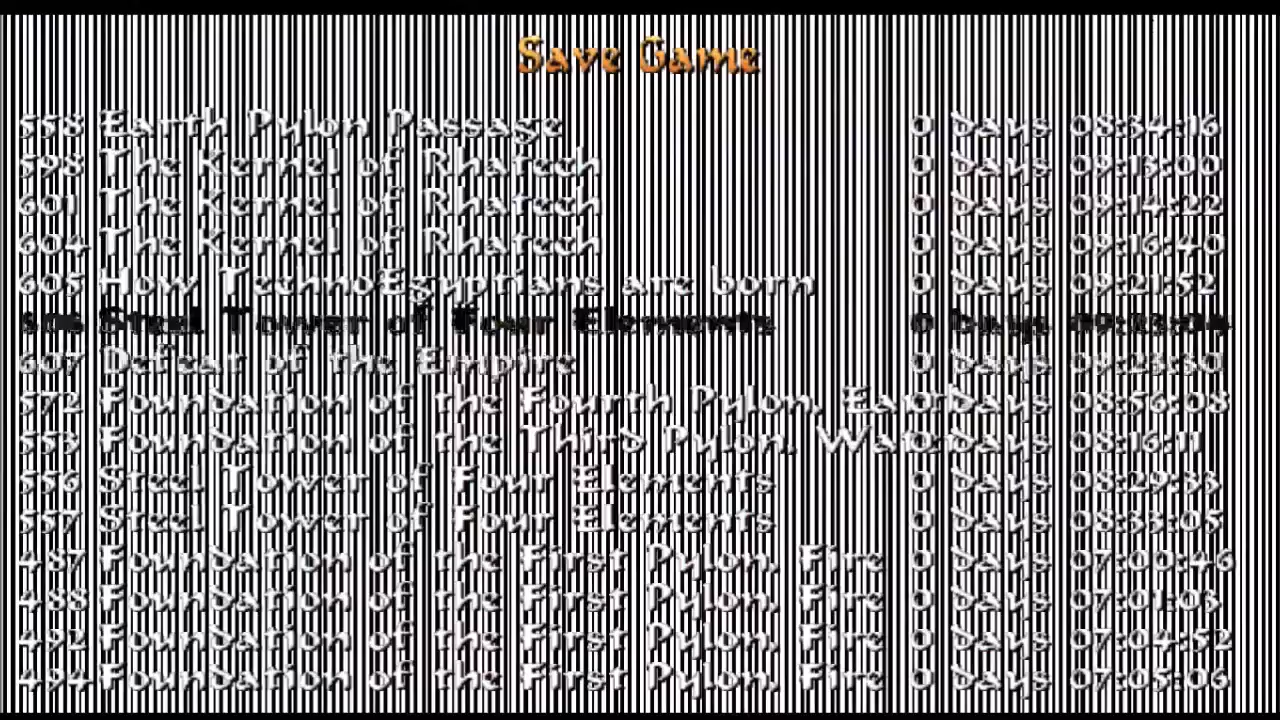 Save Game
558 Earth Pylon Passage 0 days 08:34:16
598 The Kernel of Rhatech 0 days 09:13:00
601 The Kernel of Rhatech 0 days 09:14:22
604 The Kernel of Rhatech 0 days 09:16:40
605 How TechnoEgyptians are born 0 days 09:21:52
606 Steel Tower of Four Elements 0 days
607 Defeat of the Empire 0 days 09:23:30
572 Foundation of the Fourth Pylon, days 08:56:08
553 Foundation of the Third Pylon, days 08:16:11
556 Steel Tower of Four Elements 0 days 08:29:33
557 Steel Tower of Four Elements 0 days 08:33:05
487 Foundation of the First Pylon, Fire 0 days 07:00:46
488 Foundation of the First Pylon, Fire 0 days 07:01:03
492 Foundation of the First Pylon, Fire 0 days 07:04:52
494 Foundation of the First Pylon, Fire 0 days 07:05:06